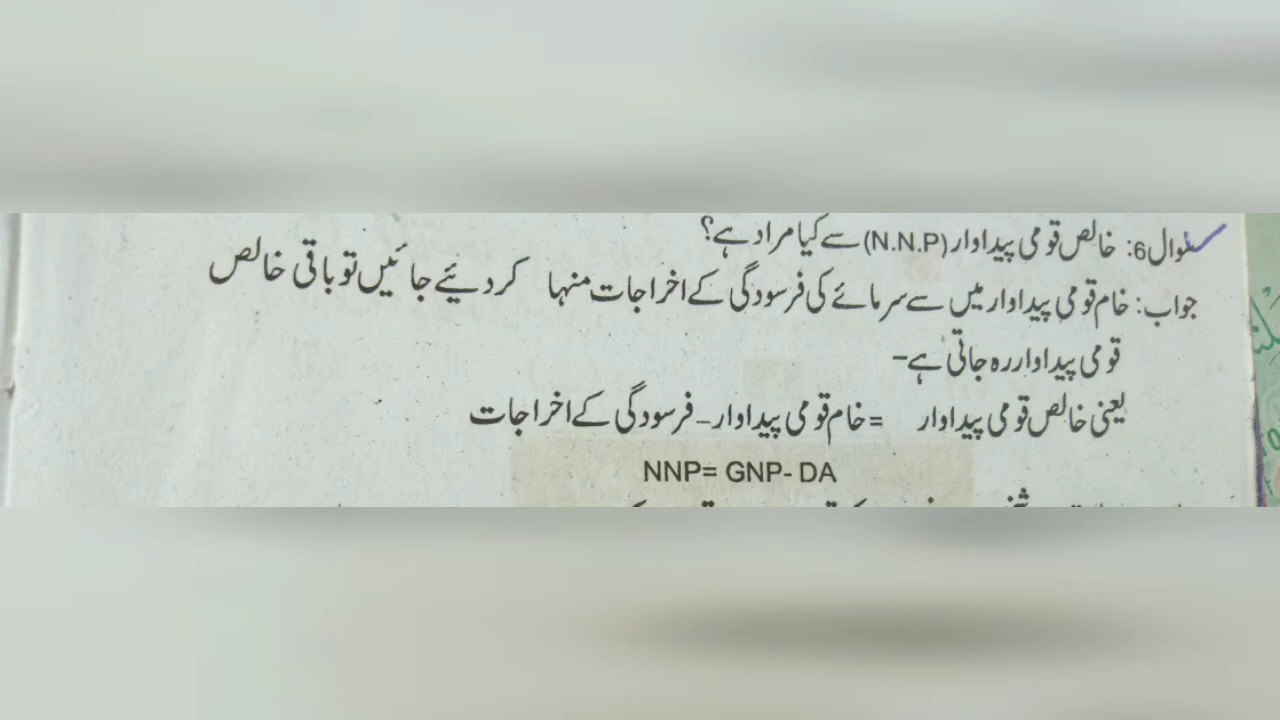 سوال6: خالص قومی پیداوار (N.N.P) سے کیا مراد ہے؟
جواب: خام قومی پیداوار میں سے سرمائے کی فرسودگی کے اخراجات منہا کر دیئے جائیں تو باقی خالص
قومی پیداوار رہ جاتی ہے-
یعنی خالص قومی پیداوار = خام قومی پیداوار – فرسودگی کے اخراجات
NNP= GNP- DA